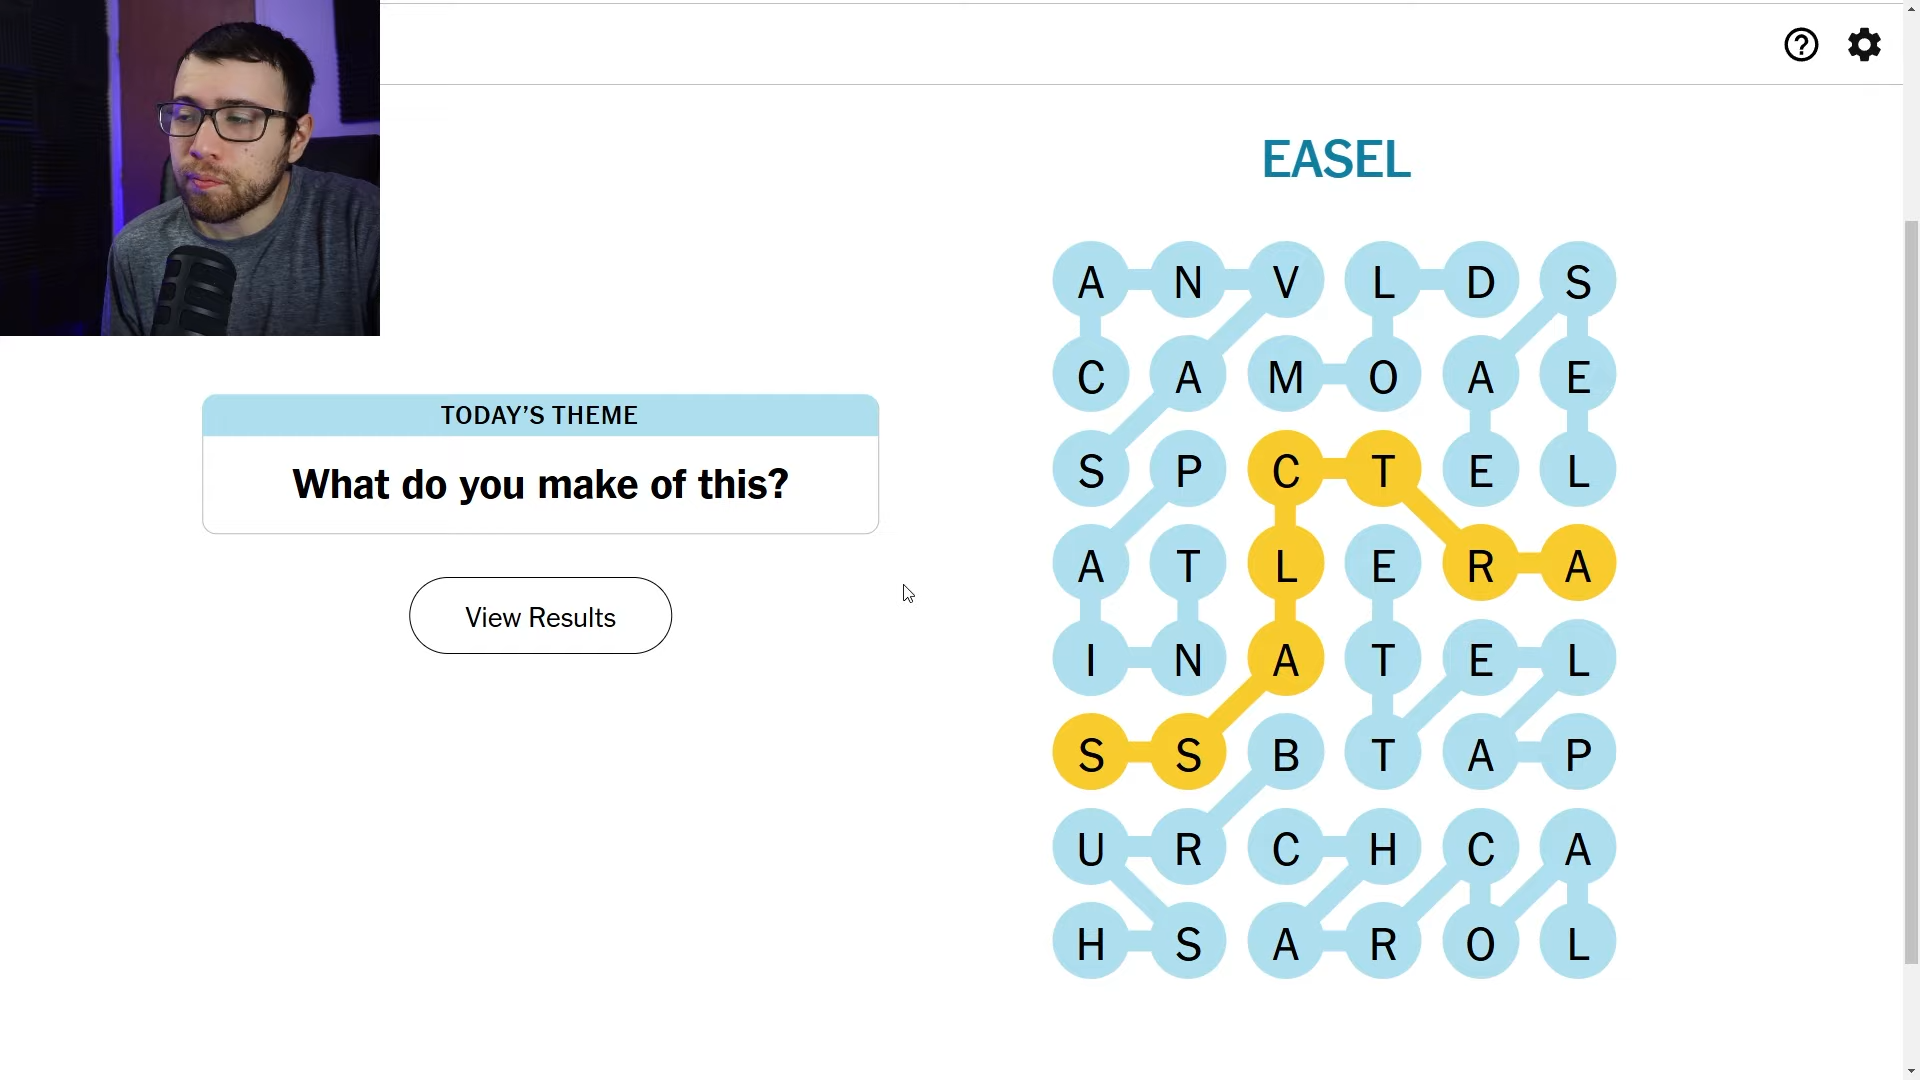 EASEL
A N V L D S
C A M O A E
S P C T E L
A T L E R A
I N A T E L
S S B T A P
U R C H C A
H S A R O L
TODAY'S THEME
What do you make of this?
View Results